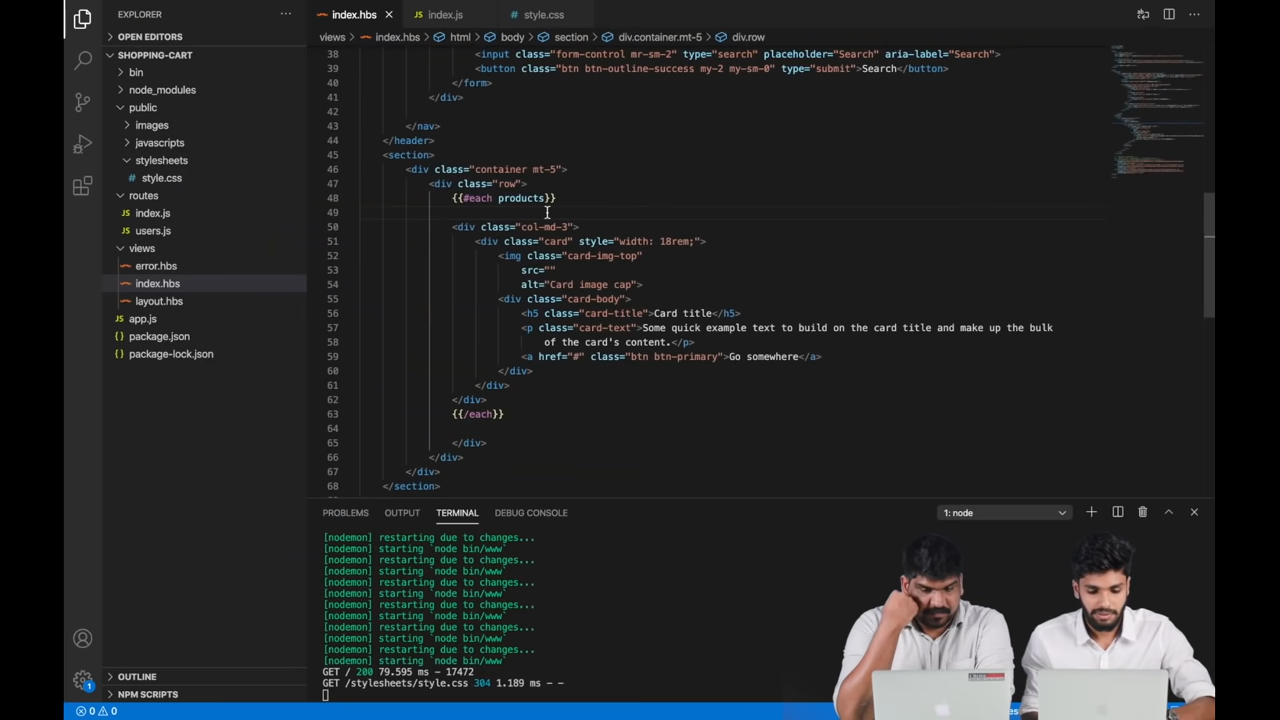 EXPLORER
index.hbs
index.js
style.css
OPEN EDITORS
views > index.hbs > html > body > section > div.container.mt-5 > div.row
SHOPPING-CART
bin
node_modules
public
images
javascripts
stylesheets
style.css
routes
index.js
users.js
views
error.hbs
index.hbs
layout.hbs
app.js
package.json
package-lock.json
OUTLINE
NPM SCRIPTS
38 <input class="form-control mr-sm-2" type="search" placeholder="Search" aria-label="Search">
39 <button class="btn btn-outline-success my-2 my-sm-0" type="submit">Search</button>
40 </form>
41 </div>
42
43 </nav>
44 </header>
45 <section>
46 <div class="container mt-5">
47 <div class="row">
48 {{#each products}}
49
50 <div class="col-md-3">
51 <div class="card" style="width: 18rem;">
52 <img class="card-img-top"
53 src=""
54 alt="Card image cap">
55 <div class="card-body">
56 <h5 class="card-title">Card title</h5>
57 <p class="card-text">Some quick example text to build on the card title and make up the bulk
58 of the card's content.</p>
59 <a href="#" class="btn btn-primary">Go somewhere</a>
60 </div>
61 </div>
62 </div>
63 {{/each}}
64
65 </div>
66 </div>
67 </div>
68 </section>
PROBLEMS OUTPUT TERMINAL DEBUG CONSOLE 1: node
[nodemon] restarting due to changes...
[nodemon] starting `node bin/www`
[nodemon] restarting due to changes...
[nodemon] starting `node bin/www`
[nodemon] restarting due to changes...
[nodemon] starting `node bin/www`
[nodemon] restarting due to changes...
[nodemon] starting `node bin/www`
[nodemon] restarting due to changes...
[nodemon] starting `node bin/www`
[nodemon] restarting due to changes...
[nodemon] starting `node bin/www`
GET / 200 79.595 ms - 17472
GET /stylesheets/style.css 304 1.189 ms - -
1
0 0